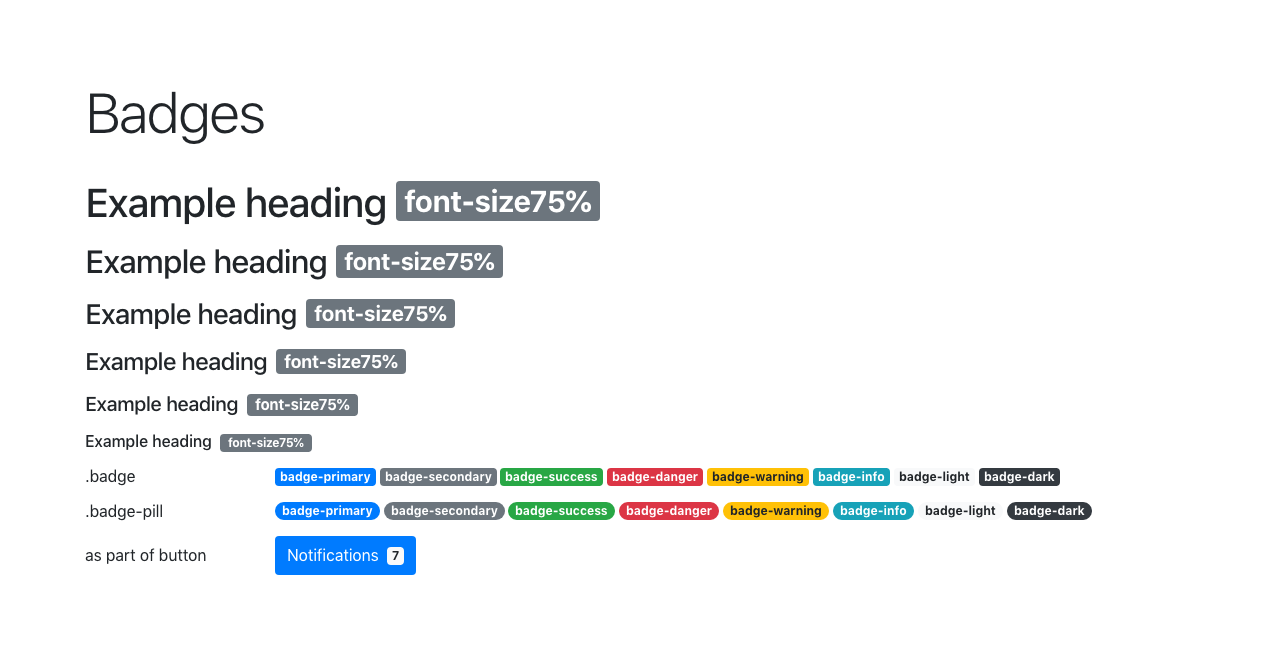 Badges
Example heading font-size75%
Example heading font-size75%
Example heading font-size75%
Example heading font-size75%
Example heading font-size75%
Example heading font-size75%
.badge badge-primary badge-secondary badge-success badge-danger badge-warning badge-info badge-light badge-dark
.badge-pill badge-primary badge-secondary badge-success badge-danger badge-warning badge-info badge-light badge-dark
as part of button Notifications 7